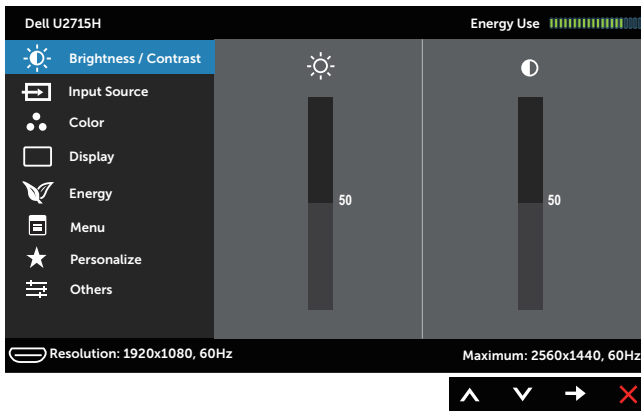 Dell U2715H
Energy Use
Brightness / Contrast
Input Source
Color
Display
Energy
Menu
Personalize
Others
50
50
Resolution: 1920x1080, 60Hz
Maximum: 2560x1440, 60Hz